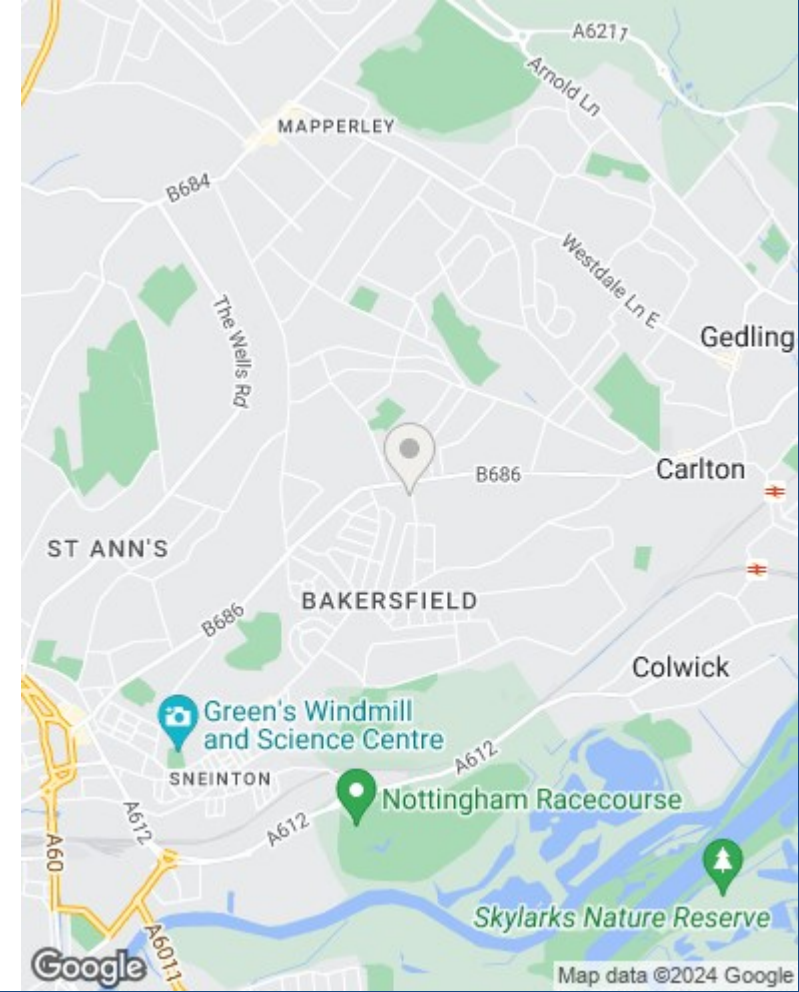 A6211
Arnold Ln
MAPPERLEY
B684
Westdale Ln E
The Wells Rd
Gedling
B686
Carlton
ST ANN'S
BAKERSFIELD
B686
Colwick
Green's Windmill
and Science Centre
A612
SNEINTON
Nottingham Racecourse
A612
A612
A60
Skylarks Nature Reserve
A6011
Google
Map data ©2024 Google